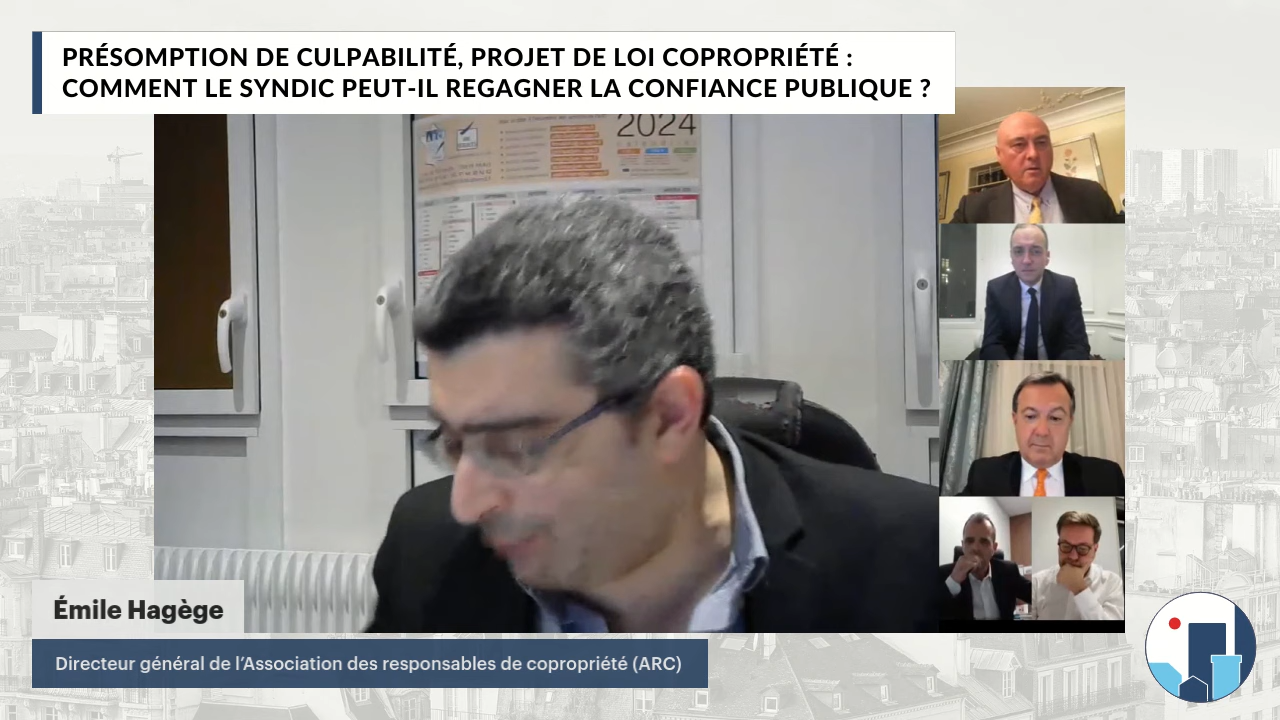 PRÉSOMPTION DE CULPABILITÉ, PROJET DE LOI COPROPRIÉTÉ :
COMMENT LE SYNDIC PEUT-IL REGAGNER LA CONFIANCE PUBLIQUE ?
2024
Émile Hagège
Directeur général de l'Association des responsables de copropriété (ARC)